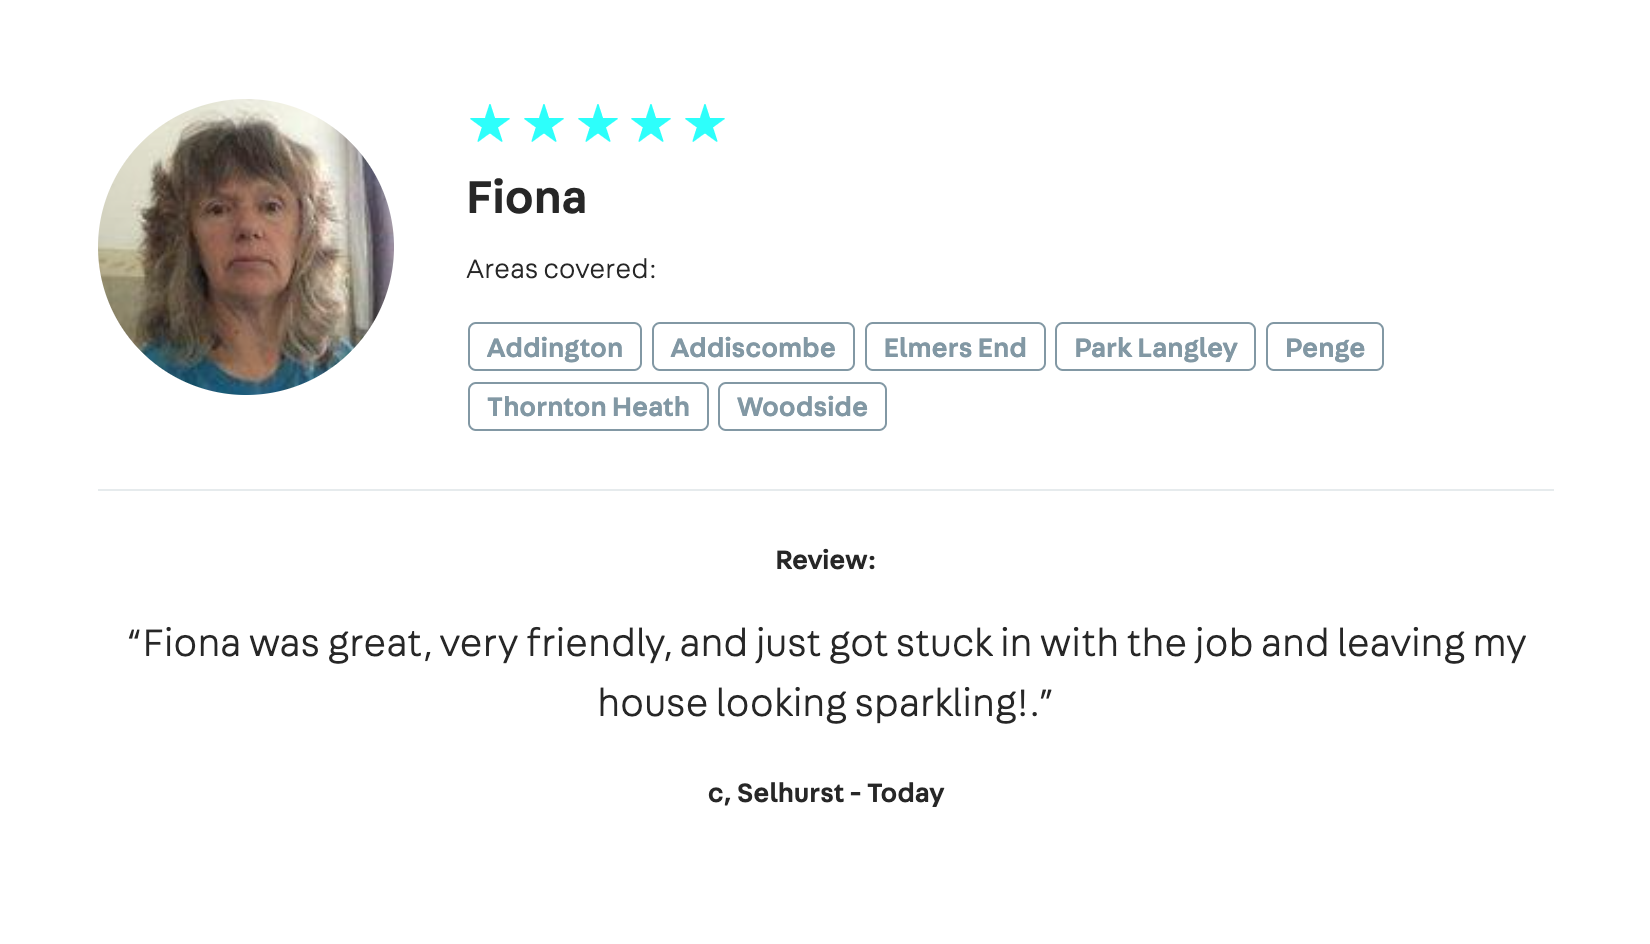 Fiona
Areas covered:
Addington Addiscombe Elmers End Park Langley Penge
Thornton Heath Woodside
Review:
“Fiona was great, very friendly, and just got stuck in with the job and leaving my
house looking sparkling!.”
c, Selhurst - Today